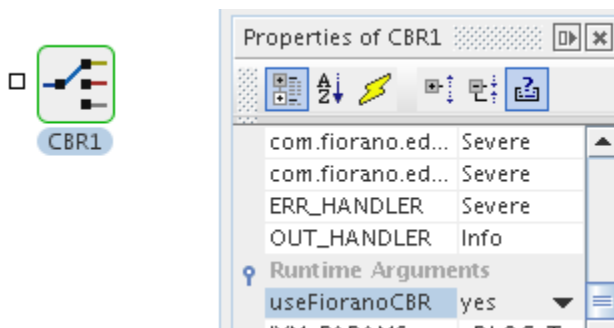 CBR1
Properties of CBR1
A
Z
com.fiorano.ed... Severe
com.fiorano.ed... Severe
ERR_HANDLER Severe
OUT_HANDLER Info
Runtime Arguments
useFioranoCBR yes